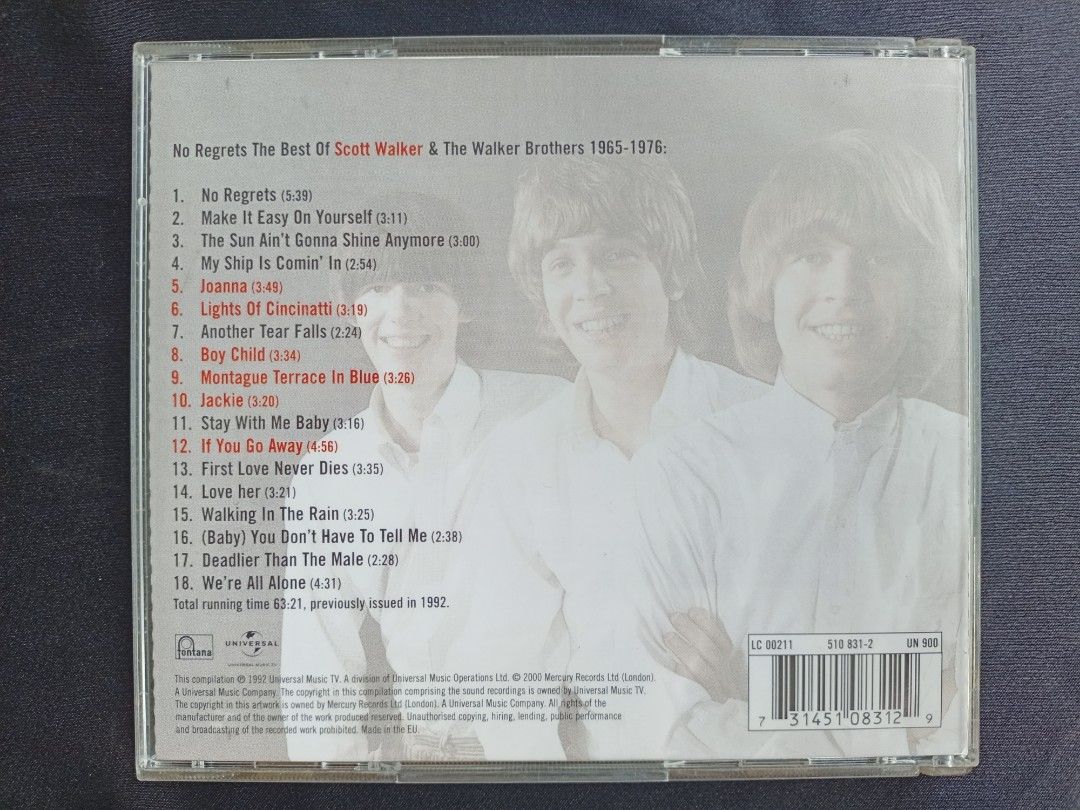 No Regrets The Best Of Scott Walker & The Walker Brothers 1965-1976:
1. No Regrets (5:39)
2. Make It Easy On Yourself (3:11)
3. The Sun Ain't Gonna Shine Anymore (3:00)
4. My Ship Is Comin' In (2:54)
5. Joanna (3:49)
6. Lights Of Cincinatti (3:19)
7. Another Tear Falls (2:24)
8. Boy Child (3:34)
9. Montague Terrace In Blue (3:26)
10. Jackie (3:20)
11. Stay With Me Baby (3:16)
12. If You Go Away (4:56)
13. First Love Never Dies (3:35)
14. Love her (3:21)
15. Walking In The Rain (3:25)
16. (Baby) You Don't Have To Tell Me (2:38)
17. Deadlier Than The Male (2:28)
18. We're All Alone (4:31)
Total running time 63:21, previously issued in 1992.
fontana
UNIVERSAL
UNIVERSAL MUSIC TV
This compilation ℗ 1992 Universal Music TV. A division of Universal Music Operations Ltd. © 2000 Mercury Records Ltd (London).
A Universal Music Company. The copyright in this compilation comprising the sound recordings is owned by Universal Music TV.
The copyright in this artwork is owned by Mercury Records Ltd (London). A Universal Music Company. All rights of the
manufacturer and of the owner of the work produced reserved. Unauthorised copying, hiring, lending, public performance
and broadcasting of the recorded work prohibited. Made in the EU.
LC 00211 510 831-2 UN 900
7 31451 08312 9